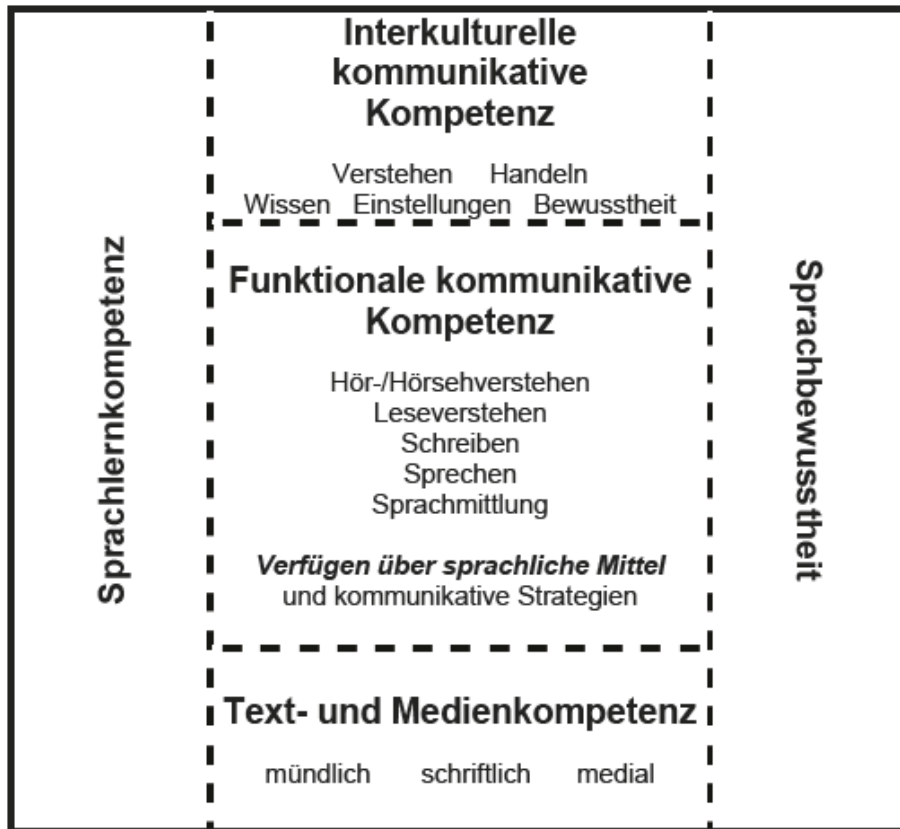 Interkulturelle
kommunikative
Kompetenz
Verstehen Handeln
Wissen Einstellungen Bewusstheit
Sprachlernkompetenz
Funktionale kommunikative
Kompetenz
Hör-/Hörsehverstehen
Leseverstehen
Schreiben
Sprechen
Sprachmittlung
Verfügen über sprachliche Mittel
und kommunikative Strategien
Sprachbewusstheit
Text- und Medienkompetenz
mündlich schriftlich medial